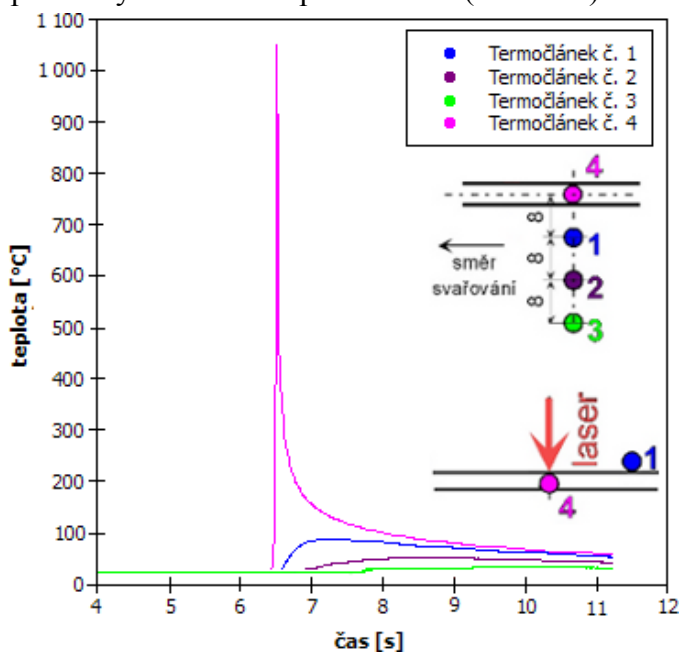 1 100
1 000
900
800
700
600
500
400
300
200
100
0
teplota [°C]
4 5 6 7 8 9 10 11 12
čas [s]
Termočlánek č. 1
Termočlánek č. 2
Termočlánek č. 3
Termočlánek č. 4
4
8
1
8
2
8
3
směr
svařování
laser
1
4